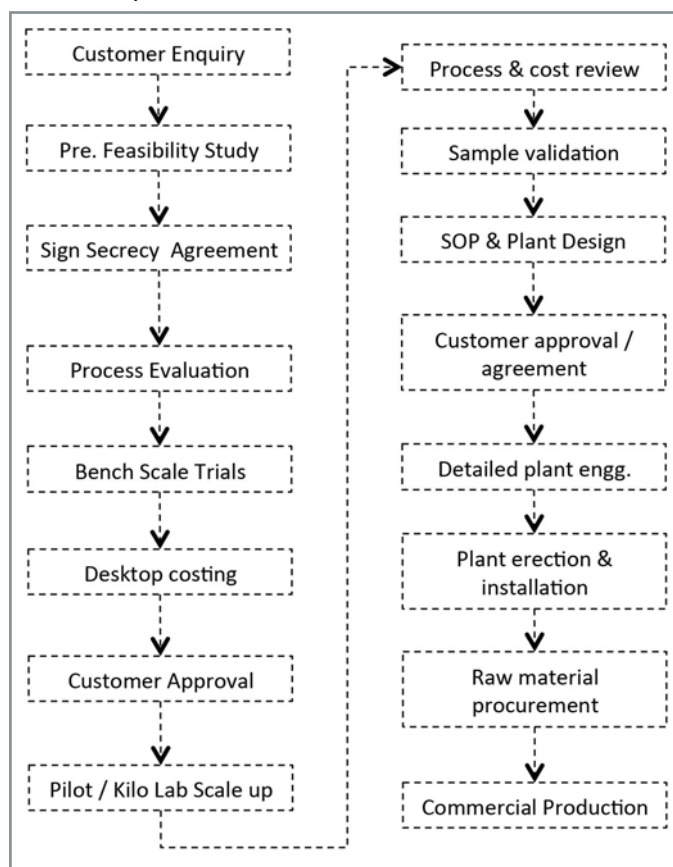 Customer Enquiry
Pre. Feasibility Study
Sign Secrecy Agreement
Process Evaluation
Bench Scale Trials
Desktop costing
Customer Approval
Pilot / Kilo Lab Scale up
Process & cost review
Sample validation
SOP & Plant Design
Customer approval /
agreement
Detailed plant engg.
Plant erection &
installation
Raw material
procurement
Commercial Production